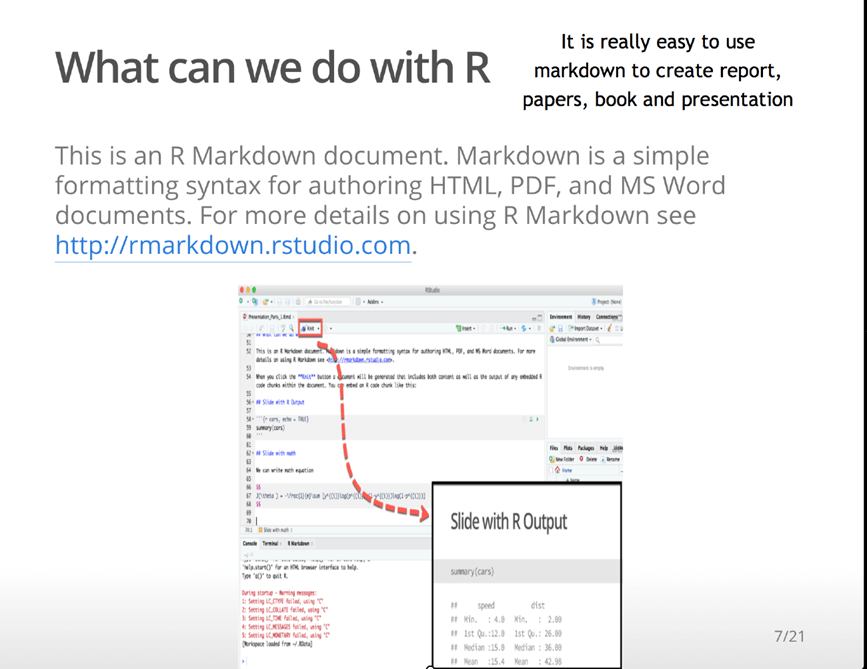 What can we do with R
It is really easy to use
markdown to create report,
papers, book and presentation
This is an R Markdown document. Markdown is a simple
formatting syntax for authoring HTML, PDF, and MS Word
documents. For more details on using R Markdown see
http://rmarkdown.rstudio.com.
RStudio
Go to file/function
Addins
Project: (None)
Presentation_Paris_1.Rmd
Knit
Insert
Run
51
52 This is an R Markdown document. Markdown is a simple formatting syntax for authoring HTML, PDF, and MS Word documents. For more
details on using R Markdown see <http://rmarkdown.rstudio.com>.
53
54 When you click the **Knit** button a document will be generated that includes both content as well as the output of any embedded R
code chunks within the document. You can embed an R code chunk like this:
55
56 ## Slide with R Output
57
58 ```{r cars, echo = TRUE}
59 summary(cars)
60 ```
61
62 ## Slide with math
63
64 We can write math equation
65
66 $$
67
68 $$
69
70
Slide with math
Console Terminal R Markdown
'help.start()' for an HTML browser interface to help.
Type 'q()' to quit R.
During startup - Warning messages:
1: Setting LC_CTYPE failed, using "C"
2: Setting LC_COLLATE failed, using "C"
3: Setting LC_TIME failed, using "C"
4: Setting LC_MESSAGES failed, using "C"
5: Setting LC_MONETARY failed, using "C"
[Workspace loaded from ~/.RData]
>
Environment History Connections
Import Dataset
Global Environment
Environment is empty
Files Plots Packages Help
New Folder Delete Rename
Home
Name
Slide with R Output
summary(cars)
## speed dist
## Min. : 4.0 Min. : 2.00
## 1st Qu.:12.0 1st Qu.: 26.00
## Median :15.0 Median : 36.00
## Mean :15.4 Mean : 42.98
7/21